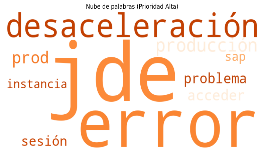 Nube de palabras (Prioridad Alta)
desaceleración
producción
prod jde sap
instancia problema
acceder
sesión error